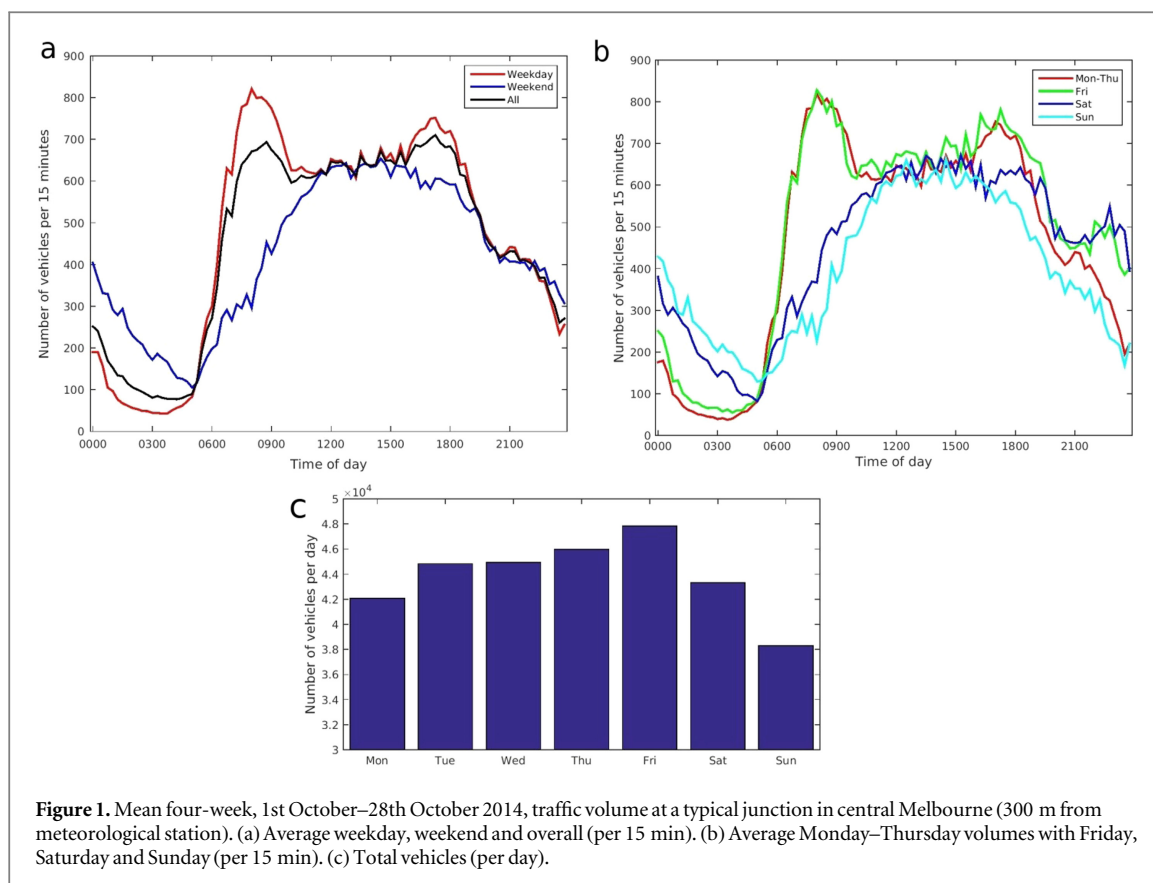 a
900
800
700
600
500
400
300
200
100
0
Number of vehicles per 15 minutes
0000 0300 0600 0900 1200 1500 1800 2100
Time of day
Weekday
Weekend
All
b
900
800
700
600
500
400
300
200
100
0
Number of vehicles per 15 minutes
0000 0300 0600 0900 1200 1500 1800 2100
Time of day
Mon-Thu
Fri
Sat
Sun
c
×10⁴
5
4.8
4.6
4.4
4.2
4
3.8
3.6
3.4
3.2
3
Number of vehicles per day
Mon Tue Wed Thu Fri Sat Sun
Figure 1. Mean four-week, 1st October–28th October 2014, traffic volume at a typical junction in central Melbourne (300 m from
meteorological station). (a) Average weekday, weekend and overall (per 15 min). (b) Average Monday–Thursday volumes with Friday,
Saturday and Sunday (per 15 min). (c) Total vehicles (per day).